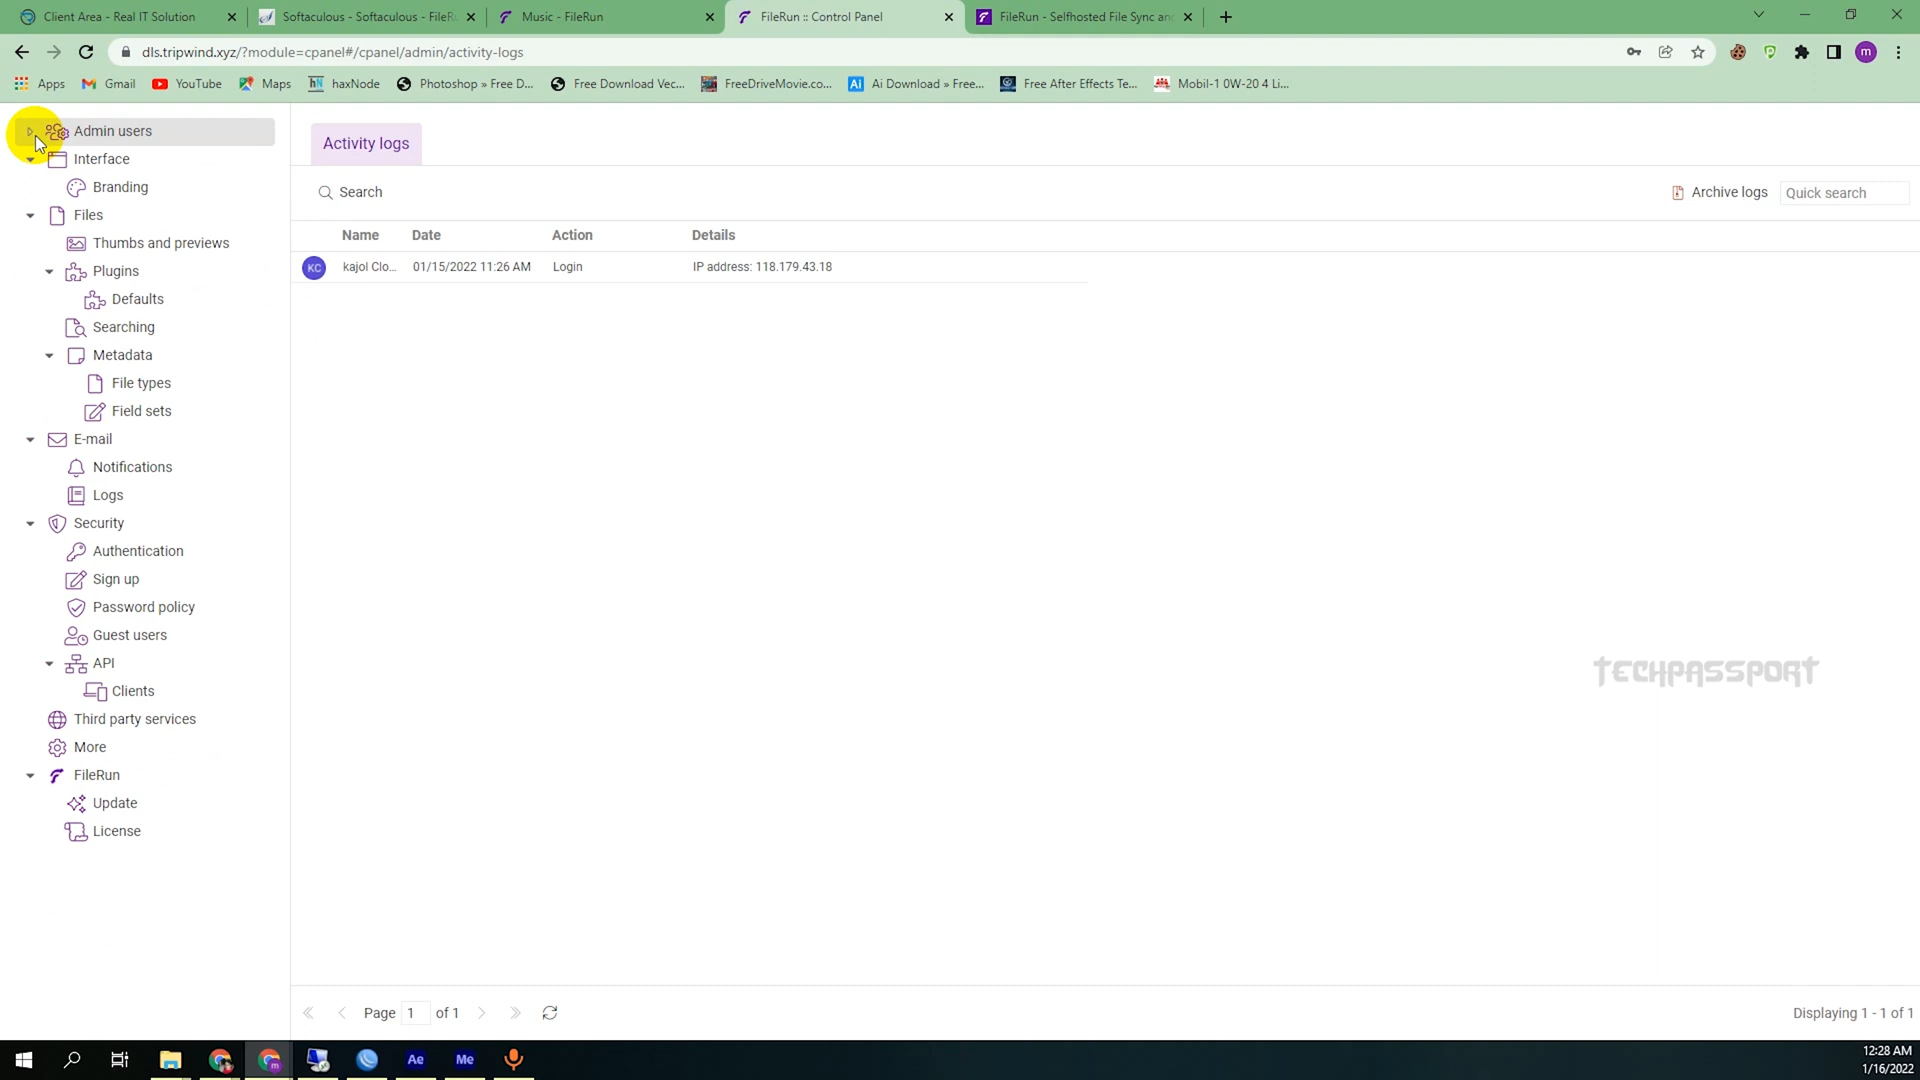 Client Area - Real IT Solution
Softaculous - Softaculous - FileRu
Music - FileRun
FileRun :: Control Panel
FileRun - Selfhosted File Sync and
dls.tripwind.xyz/?module=cpanel#/cpanel/admin/activity-logs
m
Apps
Gmail
YouTube
Maps
hn haxNode
Photoshop » Free D...
Free Download Vec...
FreeDriveMovie.co...
Ai Ai Download » Free...
Free After Effects Te...
Mobil-1 0W-20 4 Li...
Admin users
Interface
Branding
Files
Thumbs and previews
Plugins
Defaults
Searching
Metadata
File types
Field sets
E-mail
Notifications
Logs
Security
Authentication
Sign up
Password policy
Guest users
API
Clients
Third party services
More
FileRun
Update
License
Activity logs
Search
Archive logs
Quick search
Name Date Action Details
KC kajol Clo... 01/15/2022 11:26 AM Login IP address: 118.179.43.18
TECHPASSPORT
Page 1 of 1
Displaying 1 - 1 of 1
Ae
Me
12:28 AM
1/16/2022